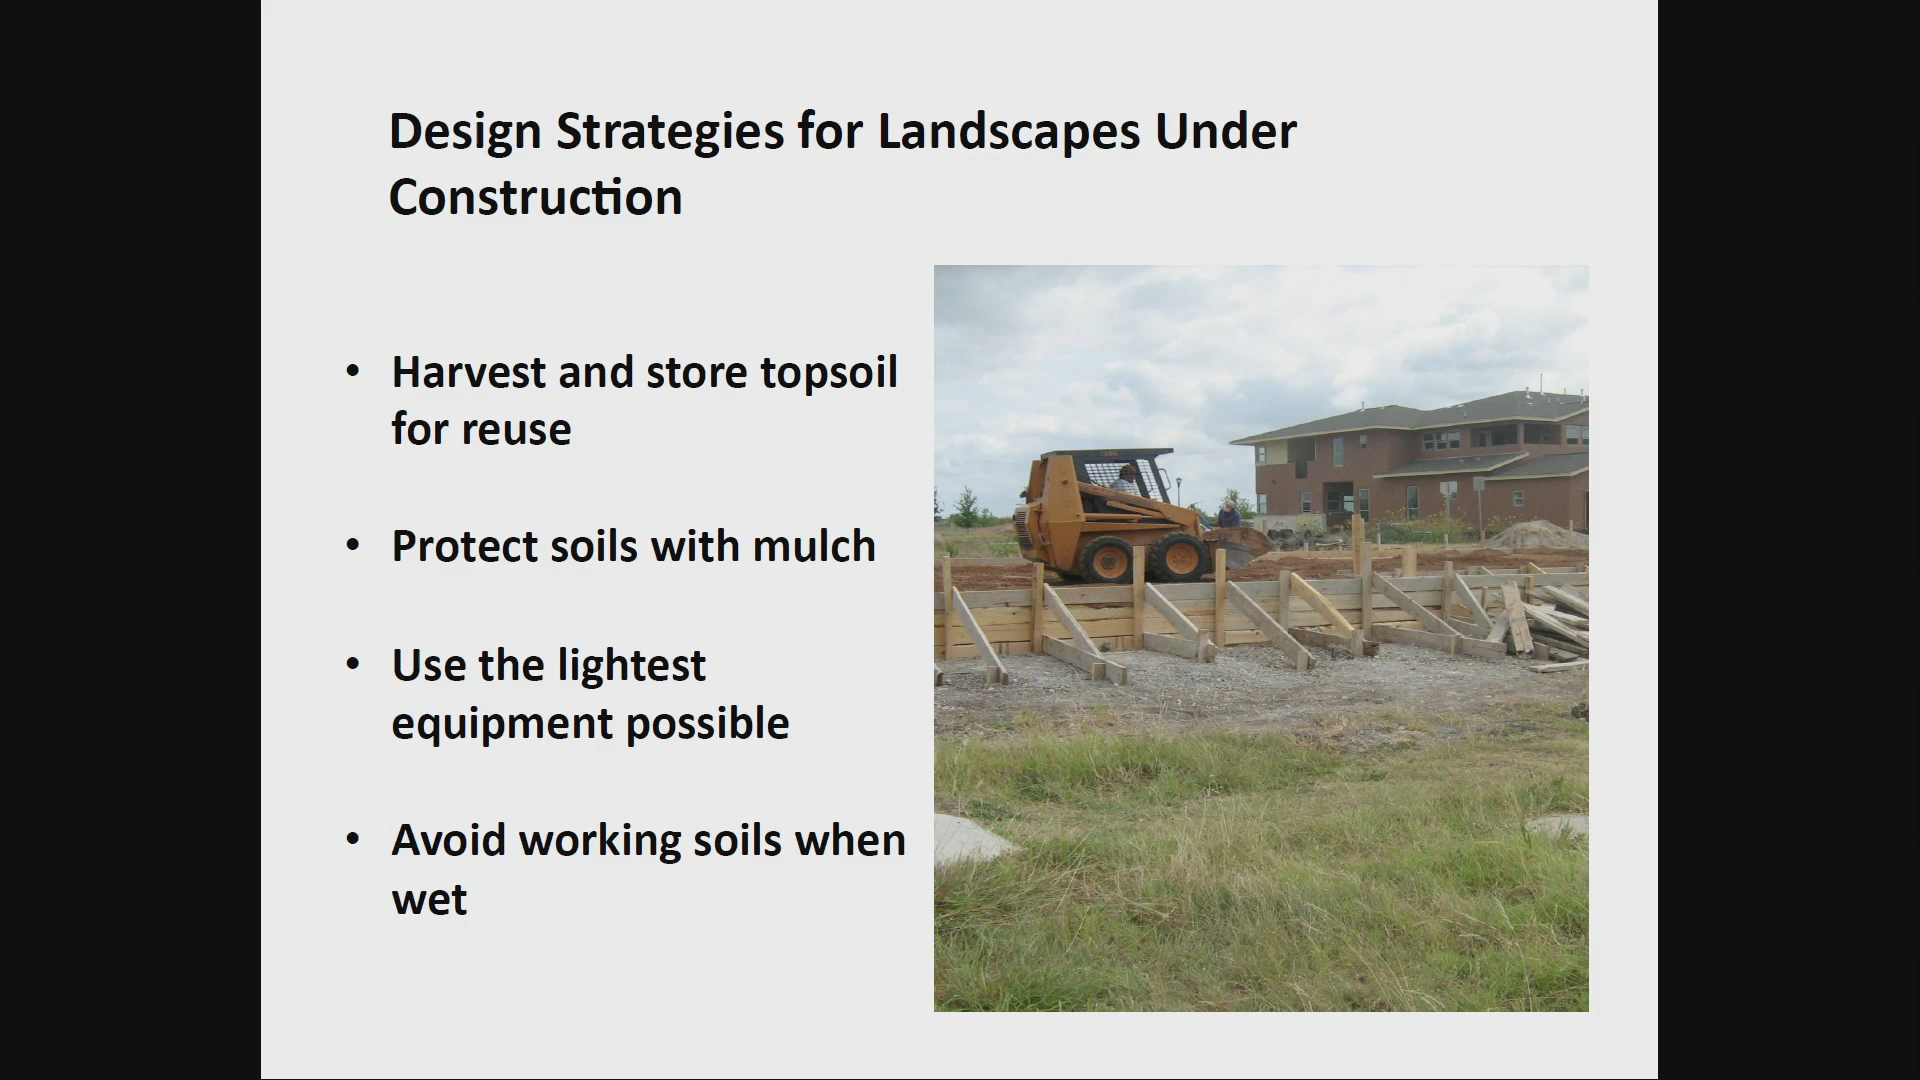 Design Strategies for Landscapes Under
Construction
• Harvest and store topsoil
for reuse
• Protect soils with mulch
• Use the lightest
equipment possible
• Avoid working soils when
wet